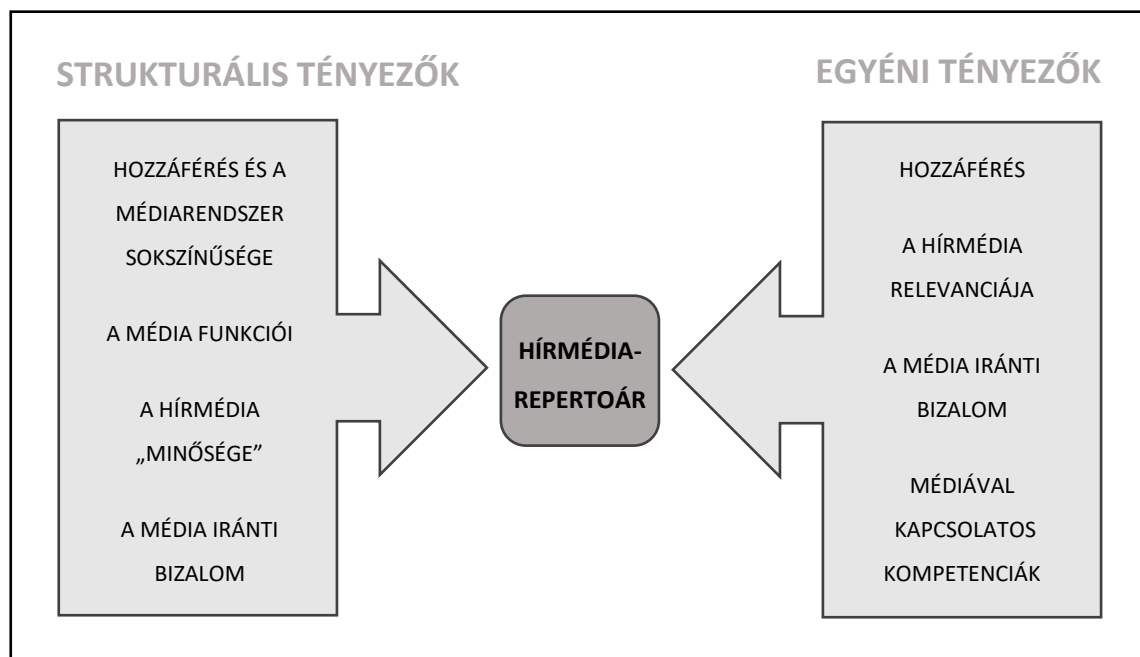 STRUKTURÁLIS TÉNYEZŐK
HOZZÁFÉRÉS ÉS A
MÉDIARENDSZER
SOKSZÍNŰSÉGE
A MÉDIA FUNKCIÓI
A HÍRMÉDIA
„MINŐSÉGE”
A MÉDIA IRÁNTI
BIZALOM
HÍRMÉDIA-
REPERTOÁR
EGYÉNI TÉNYEZŐK
HOZZÁFÉRÉS
A HÍRMÉDIA
RELEVANCIÁJA
A MÉDIA IRÁNTI
BIZALOM
MÉDIÁVAL
KAPCSOLATOS
KOMPETENCIÁK